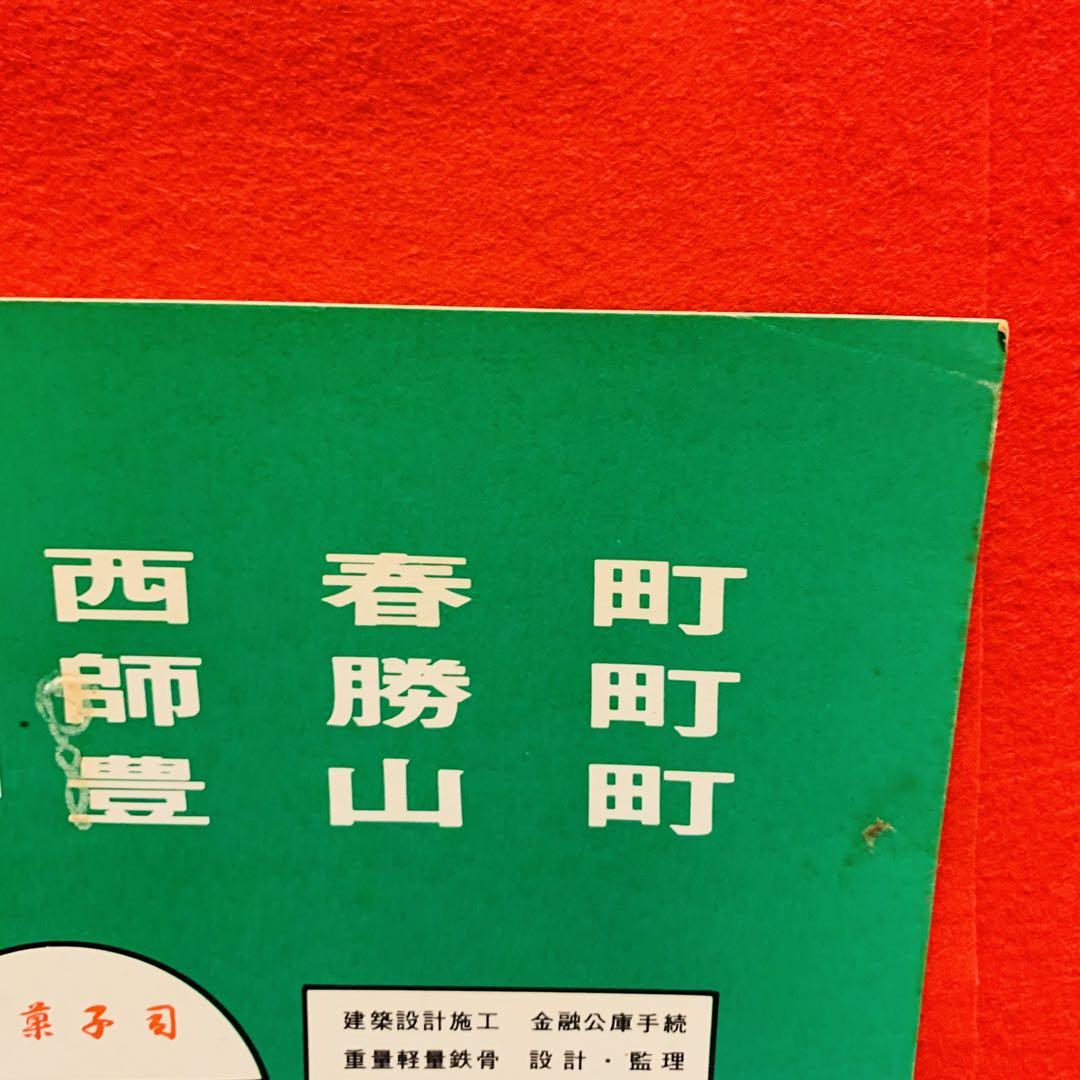 西春町
師勝町
豊山町
菓子司
建築設計施工 金融公庫手続
重量軽量鉄骨 設計・監理